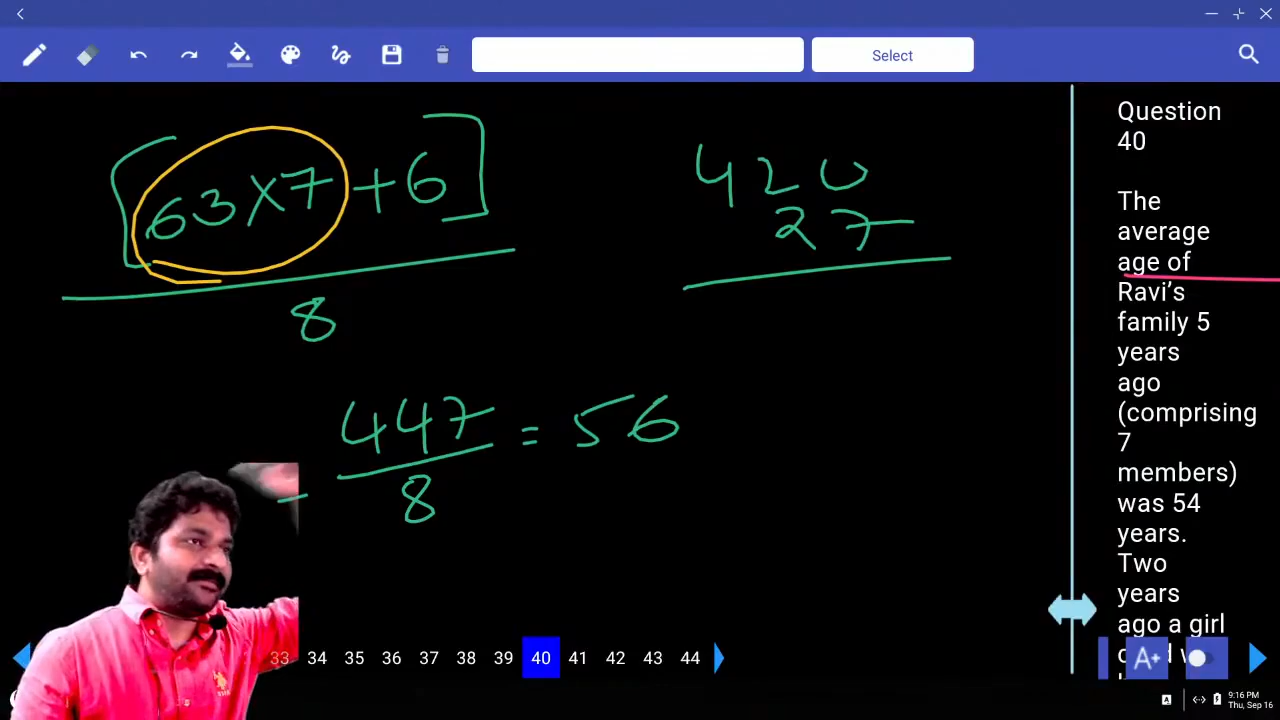 Select
[63×7+6]
8
420
27
447
8
= 56
Question
40
The
average
age of
Ravi's
family 5
years
ago
(comprising
7
members)
was 54
years.
Two
years
ago a girl
33 34 35 36 37 38 39 40 41 42 43 44
A+
9:16 PM
Thu, Sep 16